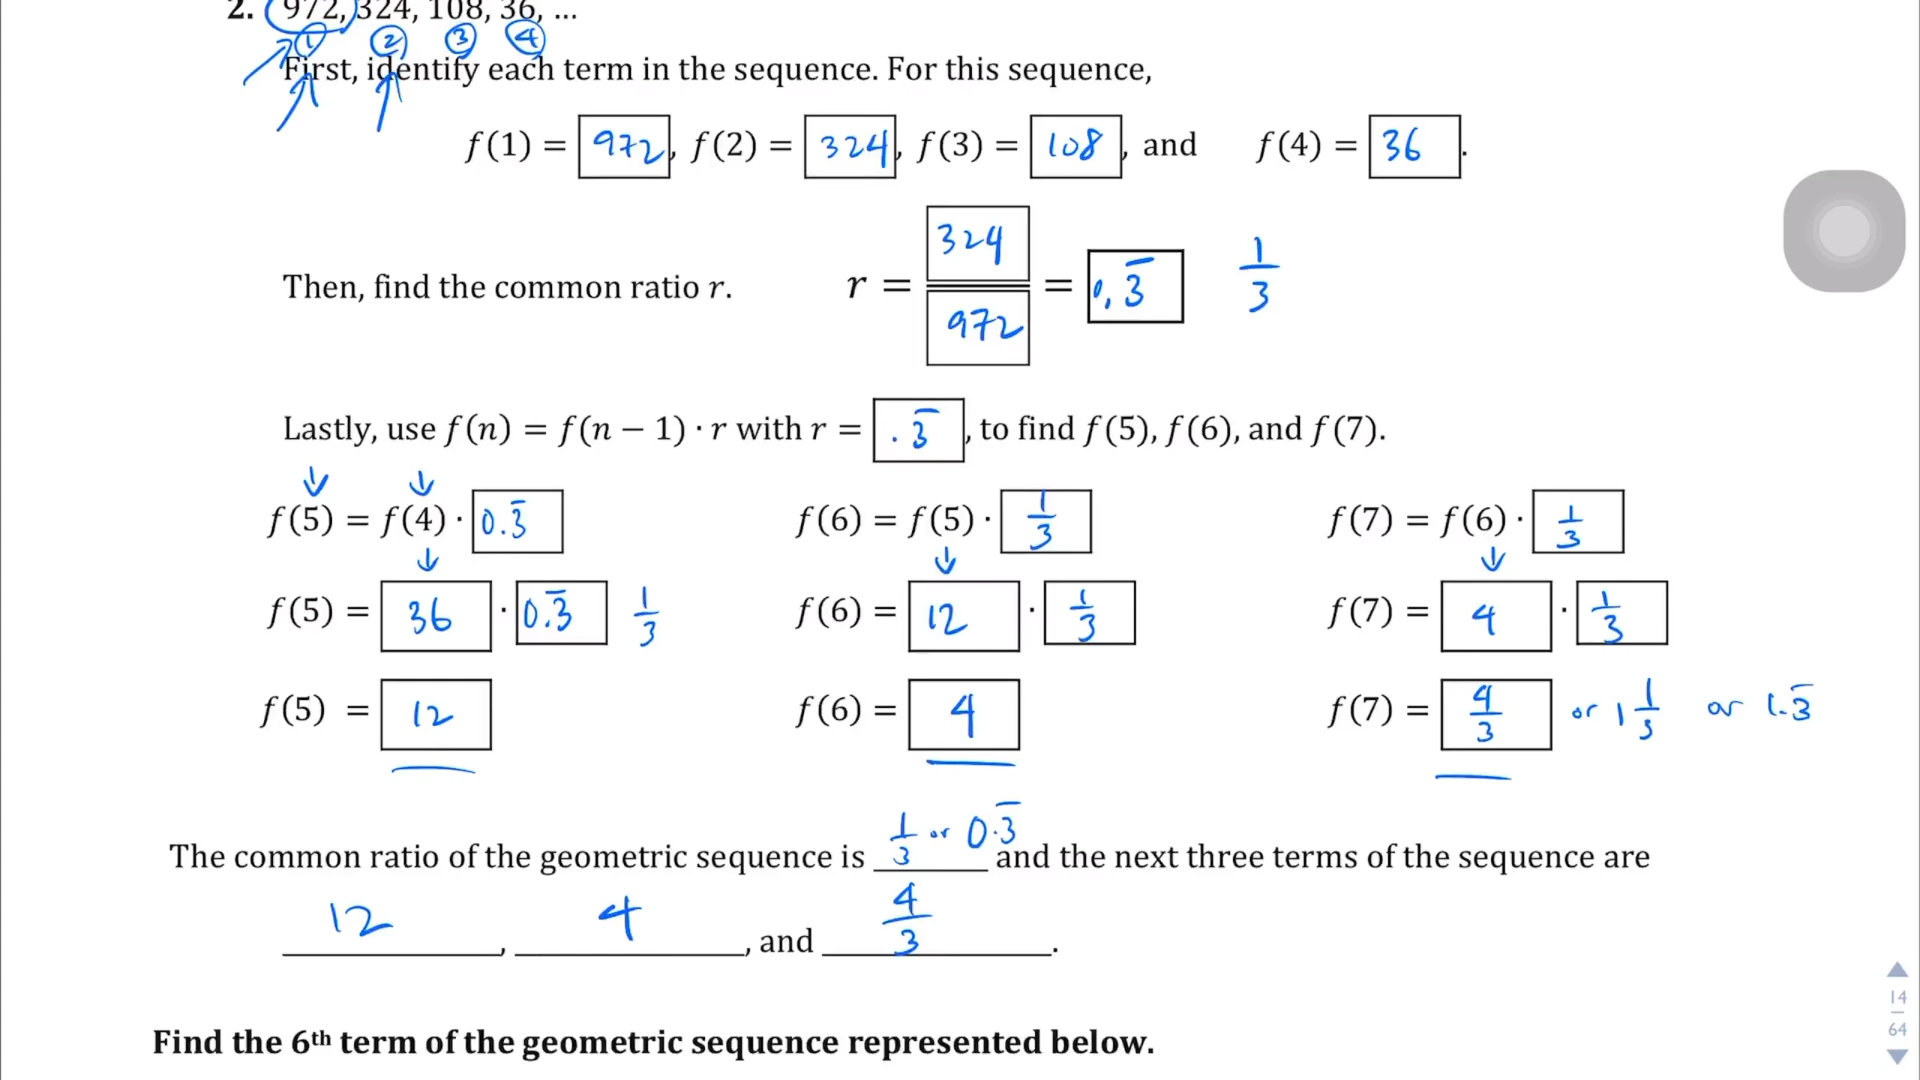 2. 972, 324, 108, 36, ...
① ② ③ ④
First, identify each term in the sequence. For this sequence,
f(1) = 972, f(2) = 324, f(3) = 108, and f(4) = 36.
Then, find the common ratio r. r = 324/972 = 0.3̅ 1/3
Lastly, use f(n) = f(n − 1) · r with r = .3̅, to find f(5), f(6), and f(7).
f(5) = f(4) · 0.3̅ f(6) = f(5) · 1/3 f(7) = f(6) · 1/3
f(5) = 36 · 0.3̅ 1/3 f(6) = 12 · 1/3 f(7) = 4 · 1/3
f(5) = 12 f(6) = 4 f(7) = 4/3 or 1 1/3 or 1.3̅
The common ratio of the geometric sequence is 1/3 or 0.3̅ and the next three terms of the sequence are
12, 4, and 4/3.
Find the 6th term of the geometric sequence represented below.
14
64